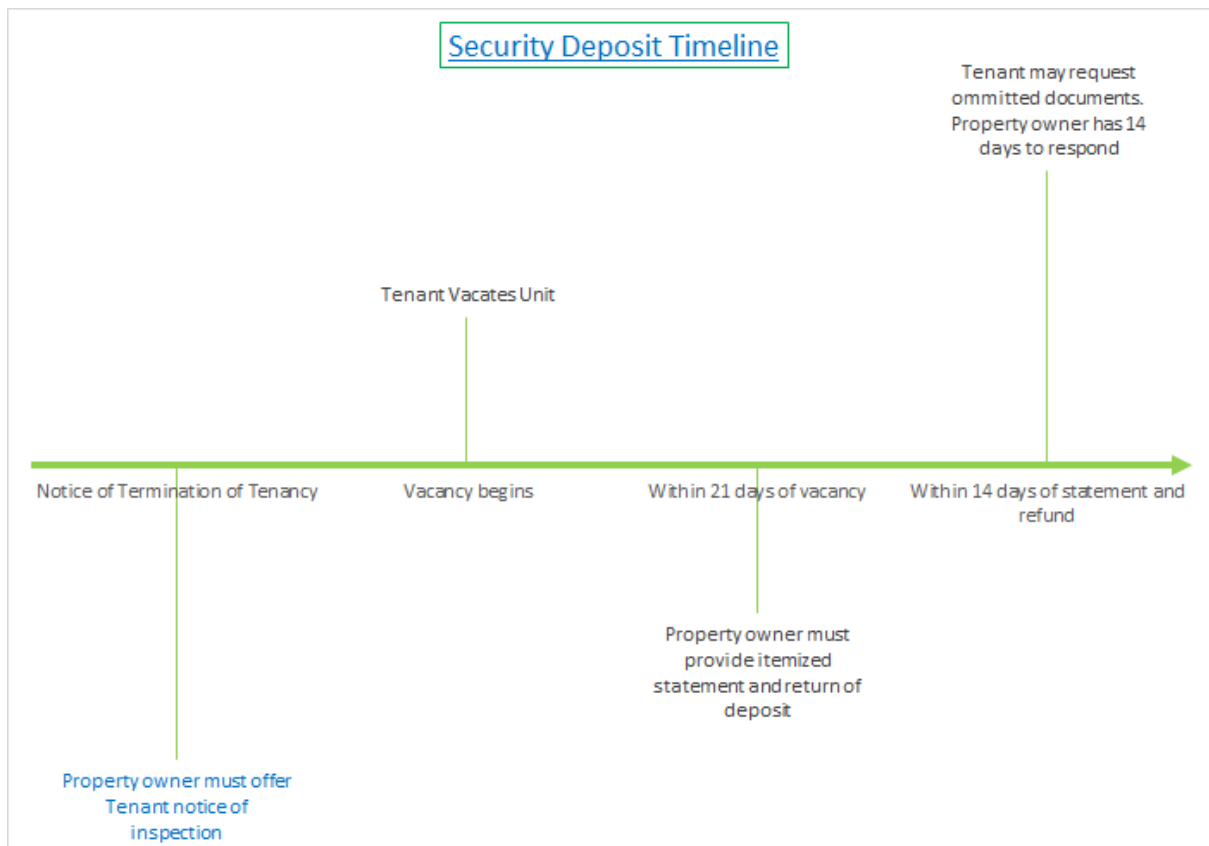 Security Deposit Timeline
Tenant may request
ommitted documents.
Property owner has 14
days to respond
Tenant Vacates Unit
Notice of Termination of Tenancy
Vacancy begins
Within 21 days of vacancy
Within 14 days of statement and
refund
Property owner must
provide itemized
statement and return of
deposit
Property owner must offer
Tenant notice of
inspection